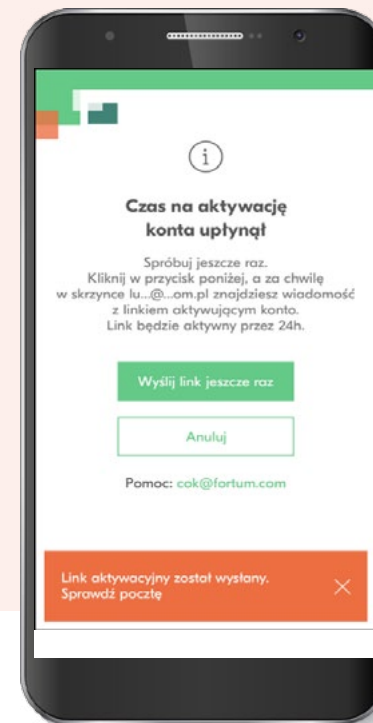 Czas na aktywację
konta upłynął
Spróbuj jeszcze raz.
Kliknij w przycisk poniżej, a za chwilę
w skrzynce lu...@...om.pl znajdziesz wiadomość
z linkiem aktywującym konto.
Link będzie aktywny przez 24h.
Wyślij link jeszcze raz
Anuluj
Pomoc: cok@fortum.com
Link aktywacyjny został wysłany.
Sprawdź pocztę